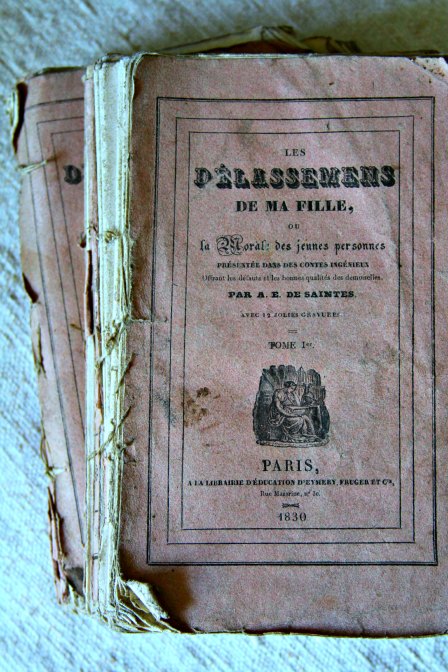 LES
DÉLASSEMENS
DE MA FILLE,
OU
la Morale des jeunes personnes
PRÉSENTÉE DANS DES CONTES INGÉNIEUX
Offrant les défauts et les bonnes qualités des demoiselles.
PAR A. E. DE SAINTES.
AVEC 12 JOLIES GRAVURES
TOME 1er.
PARIS,
A LA LIBRAIRIE D'ÉDUCATION D'EYMERY, FRUGER ET Cie.
Rue Mazarine, nº 30.
1830
D